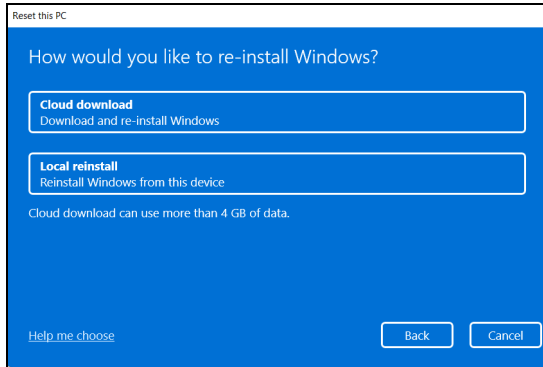 Reset this PC
How would you like to re-install Windows?
Cloud download
Download and re-install Windows
Local reinstall
Reinstall Windows from this device
Cloud download can use more than 4 GB of data.
Help me choose
Back
Cancel